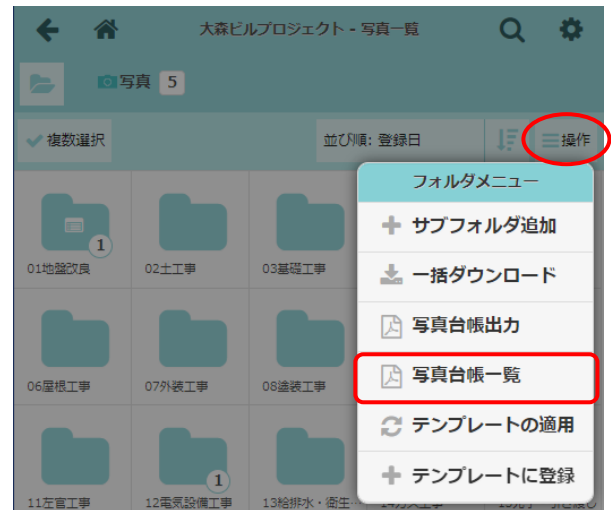 大森ビルプロジェクト - 写真一覧
写真 5
複数選択
並び順: 登録日
操作
フォルダメニュー
サブフォルダ追加
一括ダウンロード
写真台帳出力
写真台帳一覧
テンプレートの適用
テンプレートに登録
1
01地盤改良
02土工事
03基礎工事
06屋根工事
07外装工事
08塗装工事
1
11左官工事
12電気設備工事
13給排水・衛生…